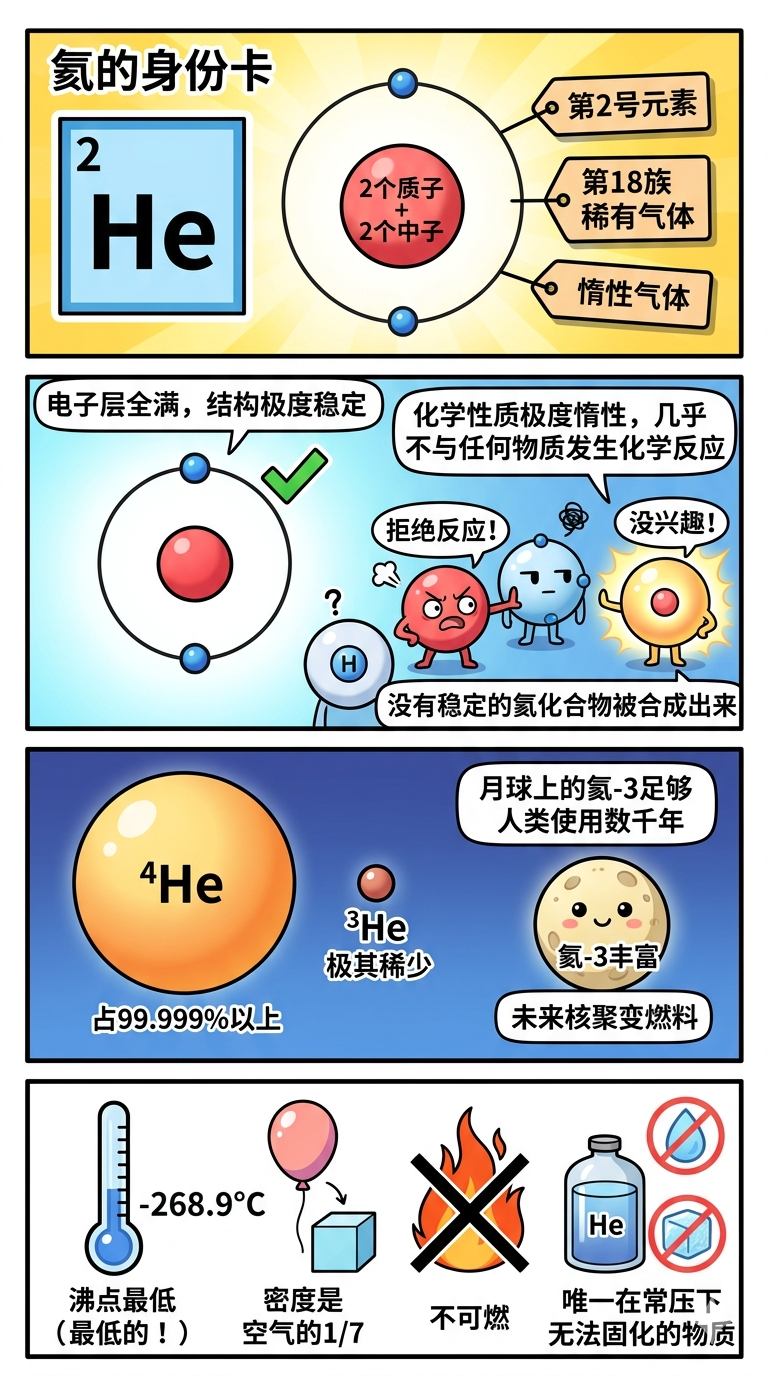 氦的身份卡
2
He
2个质子
+
2个中子
第2号元素
第18族
稀有气体
惰性气体
电子层全满，结构极度稳定
化学性质极度惰性，几乎
不与任何物质发生化学反应
拒绝反应！
没兴趣！
?
H
没有稳定的氦化合物被合成出来
⁴He
占99.999%以上
³He
极其稀少
月球上的氦-3足够
人类使用数千年
氦-3丰富
未来核聚变燃料
-268.9°C
沸点最低
（最低的！）
密度是
空气的1/7
不可燃
He
唯一在常压下
无法固化的物质